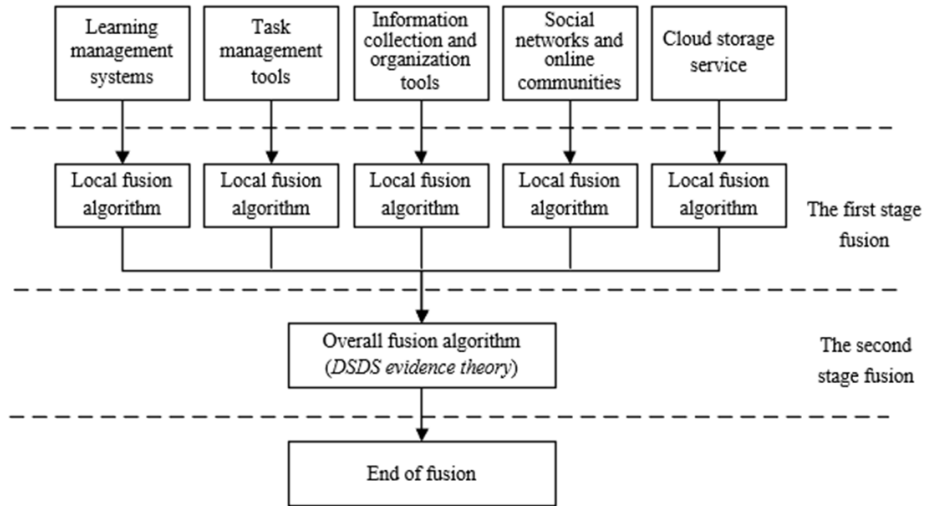 Learning
management
systems
Task
management
tools
Information
collection and
organization
tools
Social
networks and
online
communities
Cloud storage
service
Local fusion
algorithm
Local fusion
algorithm
Local fusion
algorithm
Local fusion
algorithm
Local fusion
algorithm
The first stage
fusion
Overall fusion algorithm
(DSDS evidence theory)
The second
stage fusion
End of fusion